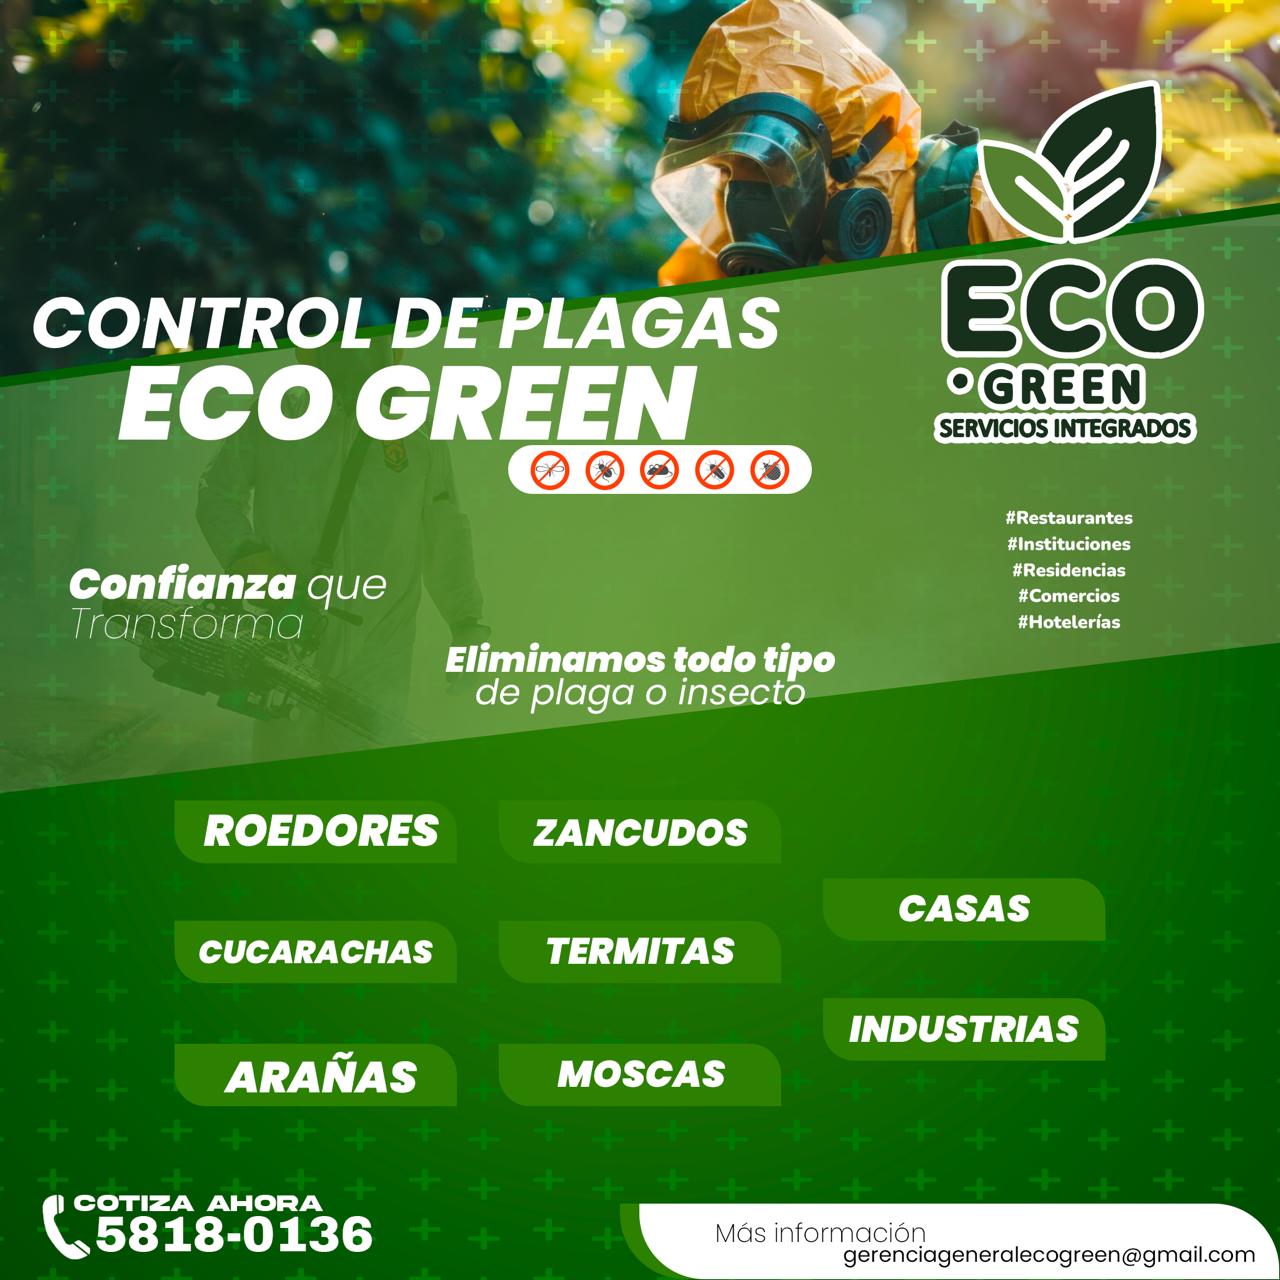 CONTROL DE PLAGAS
ECO GREEN
ECO
GREEN
SERVICIOS INTEGRADOS
#Restaurantes
#Instituciones
#Residencias
#Comercios
#Hotelerías
Confianza que
Transforma
Eliminamos todo tipo
de plaga o insecto
ROEDORES
ZANCUDOS
CASAS
CUCARACHAS
TERMITAS
INDUSTRIAS
ARAÑAS
MOSCAS
COTIZA AHORA
5818-0136
Más información
gerenciageneralecogreen@gmail.com